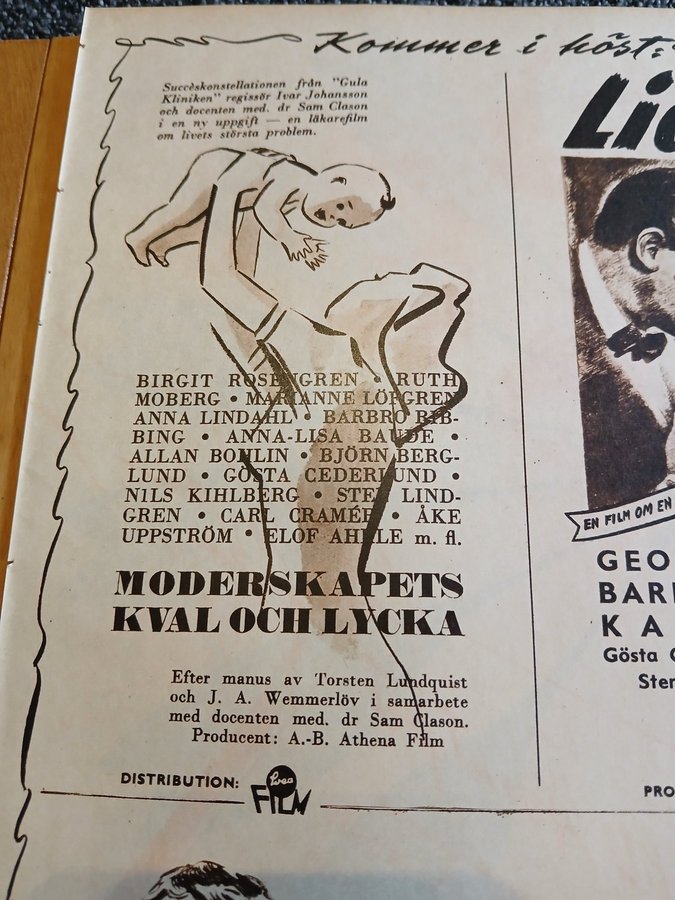 Kommer i höst:
Succèskonstellationen från "Gula
Kliniken" regissör Ivar Johansson
och docenten med. dr Sam Clason
i en ny uppgift — en läkarefilm
om livets största problem.
BIRGIT ROSENGREN • RUTH
MOBERG • MARIANNE LÖFGREN
ANNA LINDAHL • BARBRO RIB-
BING • ANNA-LISA BAUDE •
ALLAN BOHLIN • BJÖRN BERG-
LUND • GÖSTA CEDERLUND •
NILS KIHLBERG • STEN LIND-
GREN • CARL CRAMÉR • ÅKE
UPPSTRÖM • ELOF AHRLE m. fl.
MODERSKAPETS
KVAL OCH LYCKA
Efter manus av Torsten Lundquist
och J. A. Wemmerlöv i samarbete
med docenten med. dr Sam Clason.
Producent: A.-B. Athena Film
DISTRIBUTION: Svea
FILM
EN FILM OM EN
GEO
BAR
KA
Gösta
Ster
PRO